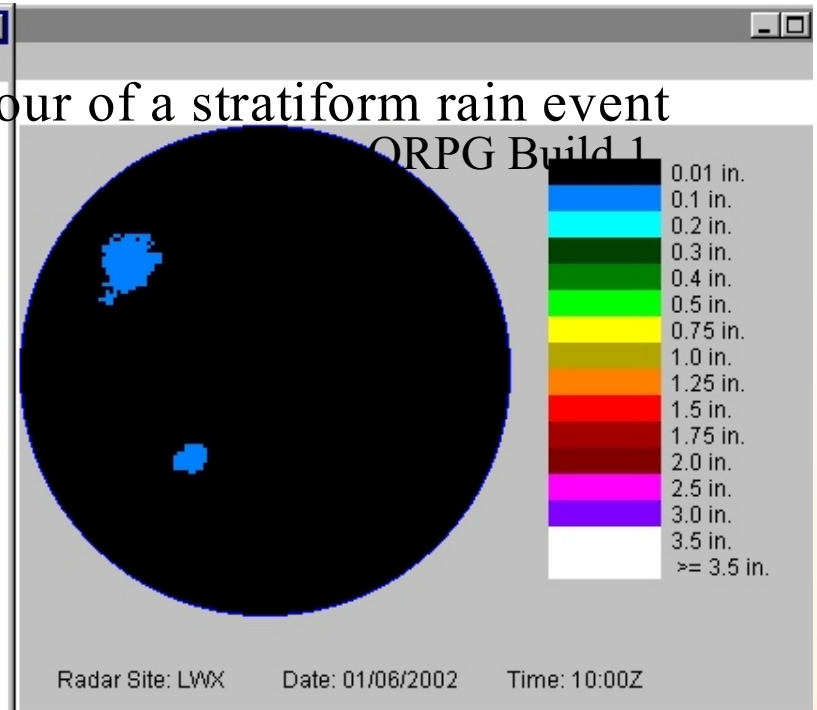 our of a stratiform rain event
ORPG Build 1
0.01 in.
0.1 in.
0.2 in.
0.3 in.
0.4 in.
0.5 in.
0.75 in.
1.0 in.
1.25 in.
1.5 in.
1.75 in.
2.0 in.
2.5 in.
3.0 in.
3.5 in.
>= 3.5 in.
Radar Site: LWX Date: 01/06/2002 Time: 10:00Z